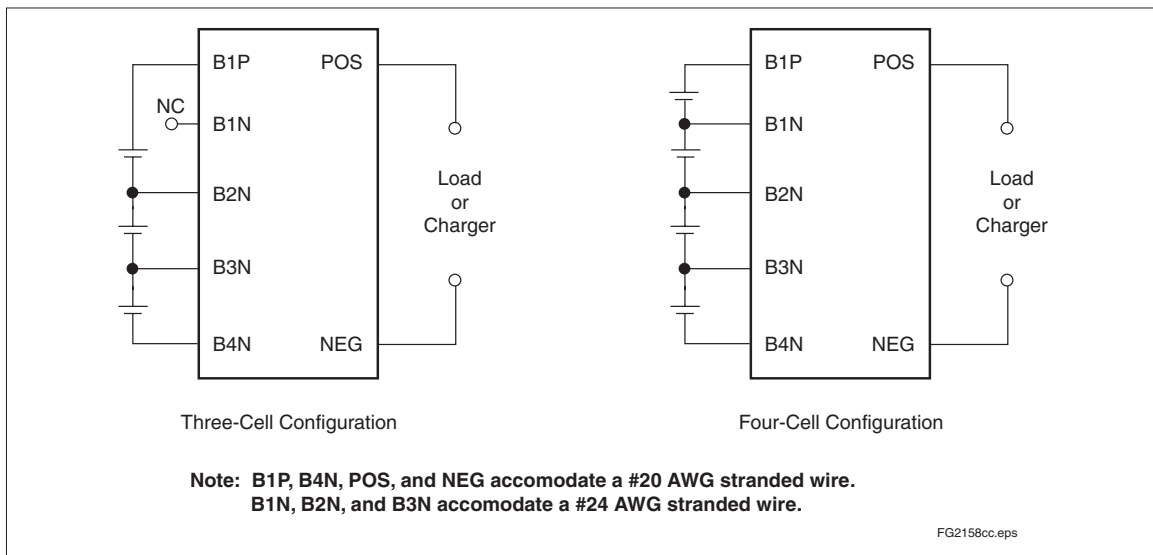 B1P POS
NC
B1N
B2N
B3N
B4N NEG
Load
or
Charger
Three-Cell Configuration
B1P POS
B1N
B2N
B3N
B4N NEG
Load
or
Charger
Four-Cell Configuration
Note: B1P, B4N, POS, and NEG accomodate a #20 AWG stranded wire.
B1N, B2N, and B3N accomodate a #24 AWG stranded wire.
FG2158cc.eps